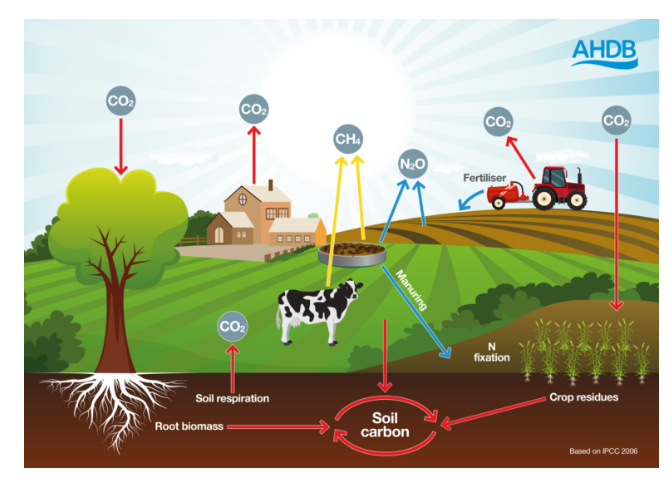 AHDB
CO₂
CO₂
CH₄
N₂O
CO₂
CO₂
Fertiliser
Manuring
CO₂
N
fixation
Soil respiration
Root biomass
Soil
carbon
Crop residues
Based on IPCC 2006